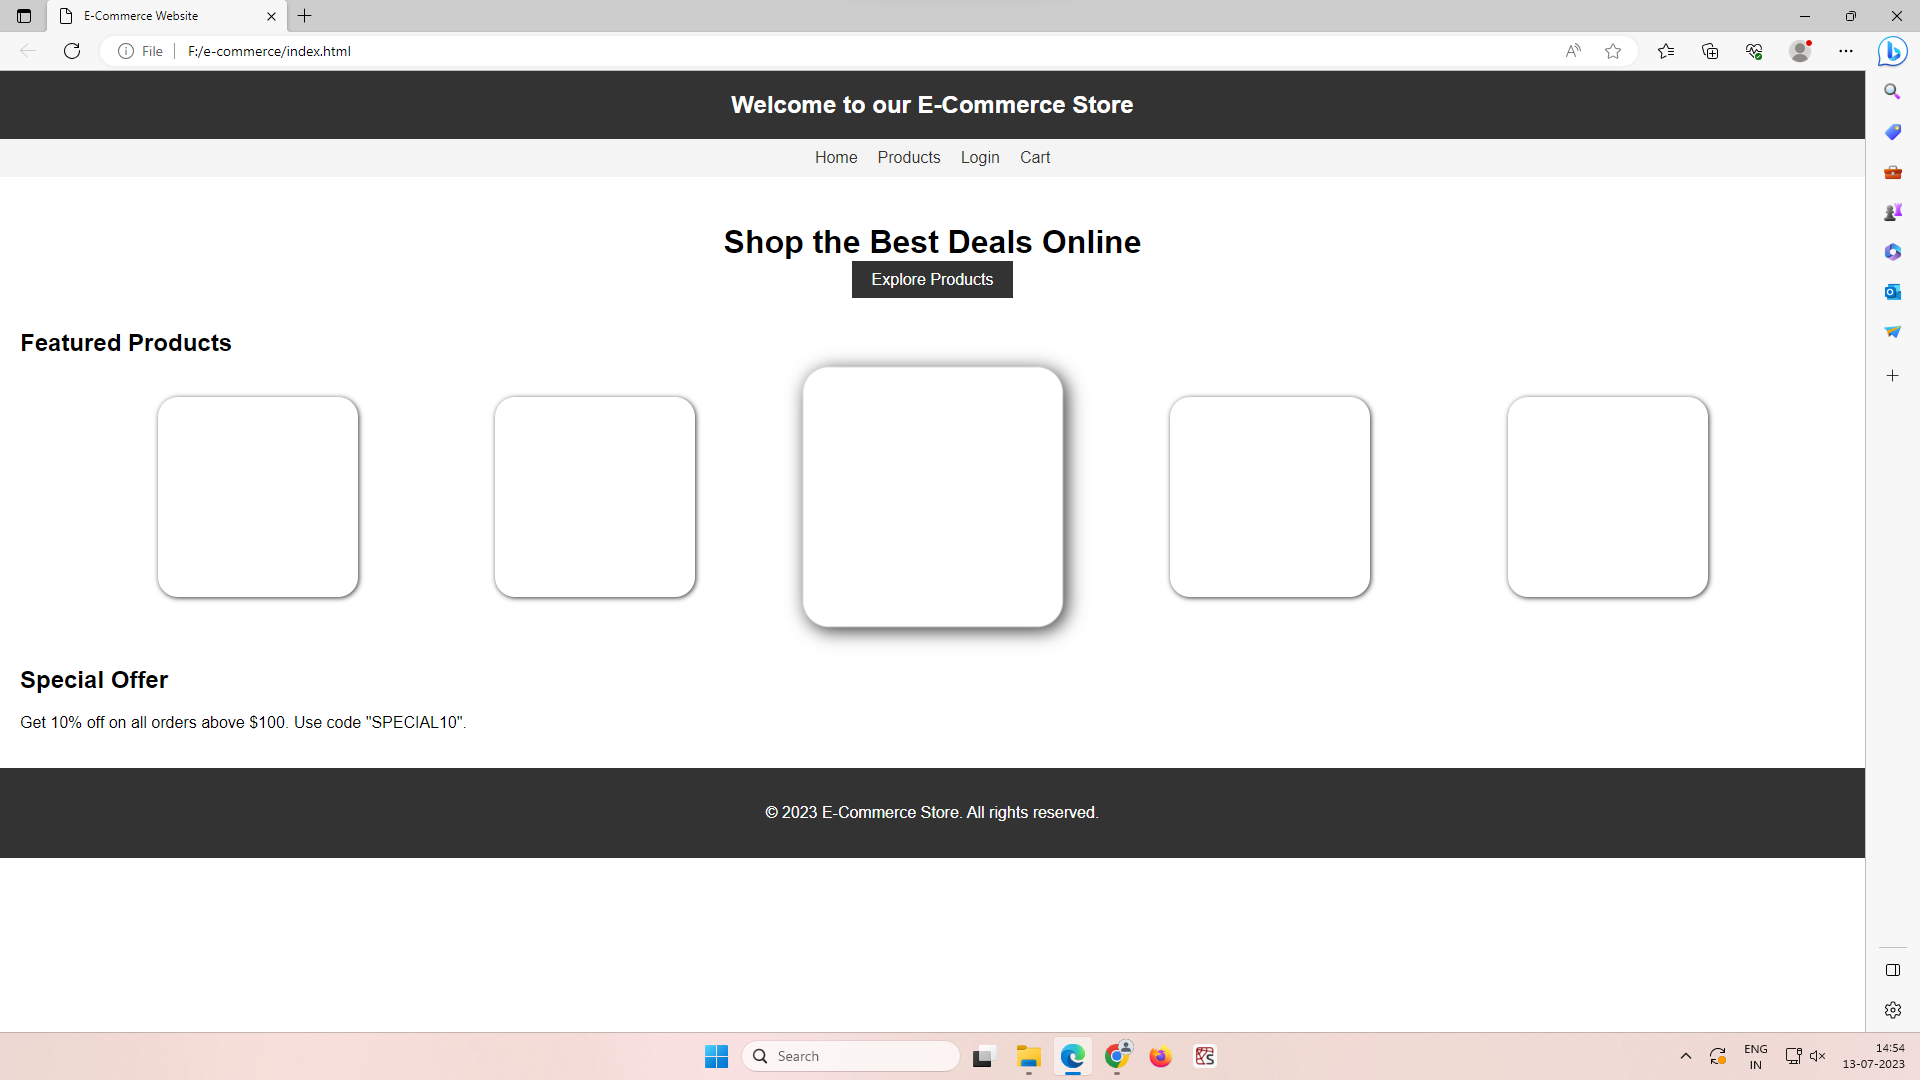 E-Commerce Website
File
F:/e-commerce/index.html
Welcome to our E-Commerce Store
Home Products Login Cart
Shop the Best Deals Online
Explore Products
Featured Products
Special Offer
Get 10% off on all orders above $100. Use code "SPECIAL10".
© 2023 E-Commerce Store. All rights reserved.
Search
ENG
IN
14:54
13-07-2023